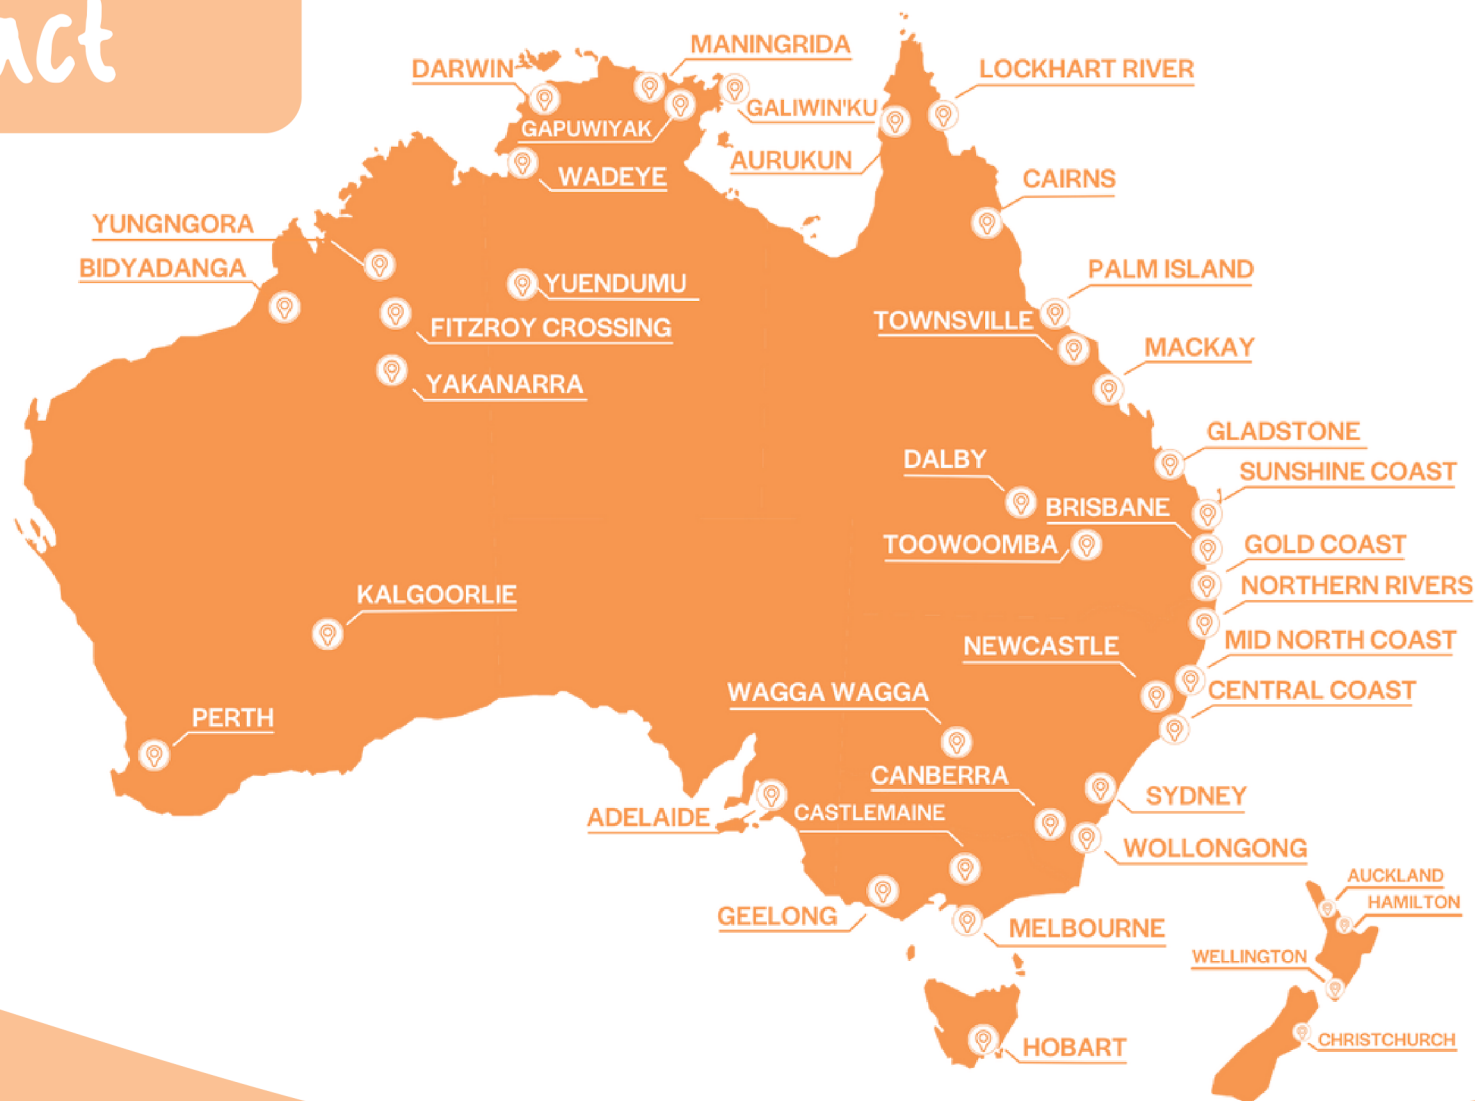 MANINGRIDA
DARWIN
LOCKHART RIVER
GALIWIN'KU
GAPUWIYAK
AURUKUN
WADEYE
CAIRNS
YUNGNGORA
BIDYADANGA
PALM ISLAND
YUENDUMU
TOWNSVILLE
FITZROY CROSSING
MACKAY
YAKANARRA
GLADSTONE
DALBY
SUNSHINE COAST
BRISBANE
TOOWOOMBA
GOLD COAST
NORTHERN RIVERS
KALGOORLIE
MID NORTH COAST
NEWCASTLE
CENTRAL COAST
WAGGA WAGGA
PERTH
CANBERRA
SYDNEY
ADELAIDE
CASTLEMAINE
WOLLONGONG
AUCKLAND
HAMILTON
GEELONG
MELBOURNE
WELLINGTON
CHRISTCHURCH
HOBART